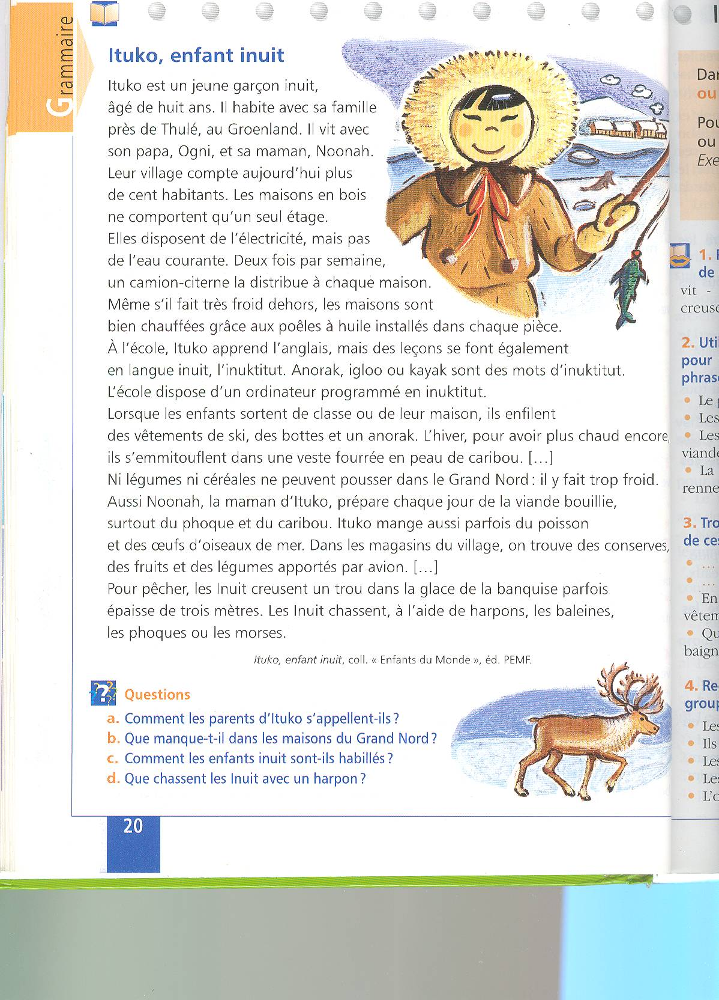 Grammaire
Ituko, enfant inuit
Ituko est un jeune garçon inuit,
âgé de huit ans. Il habite avec sa famille
près de Thulé, au Groenland. Il vit avec
son papa, Ogni, et sa maman, Noonah.
Leur village compte aujourd'hui plus
de cent habitants. Les maisons en bois
ne comportent qu'un seul étage.
Elles disposent de l'électricité, mais pas
de l'eau courante. Deux fois par semaine,
un camion-citerne la distribue à chaque maison.
Même s'il fait très froid dehors, les maisons sont
bien chauffées grâce aux poêles à huile installés dans chaque pièce.
À l'école, Ituko apprend l'anglais, mais des leçons se font également
en langue inuit, l'inuktitut. Anorak, igloo ou kayak sont des mots d'inuktitut.
L'école dispose d'un ordinateur programmé en inuktitut.
Lorsque les enfants sortent de classe ou de leur maison, ils enfilent
des vêtements de ski, des bottes et un anorak. L'hiver, pour avoir plus chaud encore,
ils s'emmitouflent dans une veste fourrée en peau de caribou. [...]
Ni légumes ni céréales ne peuvent pousser dans le Grand Nord : il y fait trop froid.
Aussi Noonah, la maman d'Ituko, prépare chaque jour de la viande bouillie,
surtout du phoque et du caribou. Ituko mange aussi parfois du poisson
et des œufs d'oiseaux de mer. Dans les magasins du village, on trouve des conserves,
des fruits et des légumes apportés par avion. [...]
Pour pêcher, les Inuit creusent un trou dans la glace de la banquise parfois
épaisse de trois mètres. Les Inuit chassent, à l'aide de harpons, les baleines,
les phoques ou les morses.
Ituko, enfant inuit, coll. « Enfants du Monde », éd. PEMF.
??? Questions
a. Comment les parents d'Ituko s'appellent-ils ?
b. Que manque-t-il dans les maisons du Grand Nord ?
c. Comment les enfants inuit sont-ils habillés ?
d. Que chassent les Inuit avec un harpon ?
20
ou
ou
1.
de
vit -
2.
pour
• Le
• Les
• Les
• La
renne
3.
de
• ...
• ...
• En
4.
• Les
• Ils
• Les
• Les